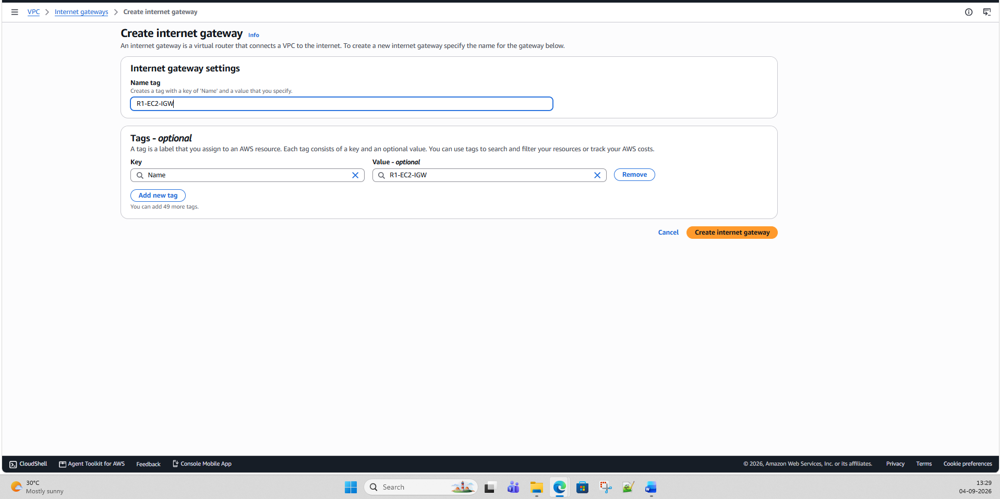 VPC > Internet gateways > Create internet gateway
Create internet gateway Info
An internet gateway is a virtual router that connects a VPC to the internet. To create a new internet gateway specify the name for the gateway below.
Internet gateway settings
Name tag
Creates a tag with a key of 'Name' and a value that you specify.
R1-EC2-IGW
Tags - optional
A tag is a label that you assign to an AWS resource. Each tag consists of a key and an optional value. You can use tags to search and filter your resources or track your AWS costs.
Key Value - optional
Name R1-EC2-IGW Remove
Add new tag
You can add 49 more tags.
Cancel Create internet gateway
CloudShell Agent Toolkit for AWS Feedback Console Mobile App © 2026, Amazon Web Services, Inc. or its affiliates. Privacy Terms Cookie preferences
30°C
Mostly sunny
Search
13:29
04-09-2026